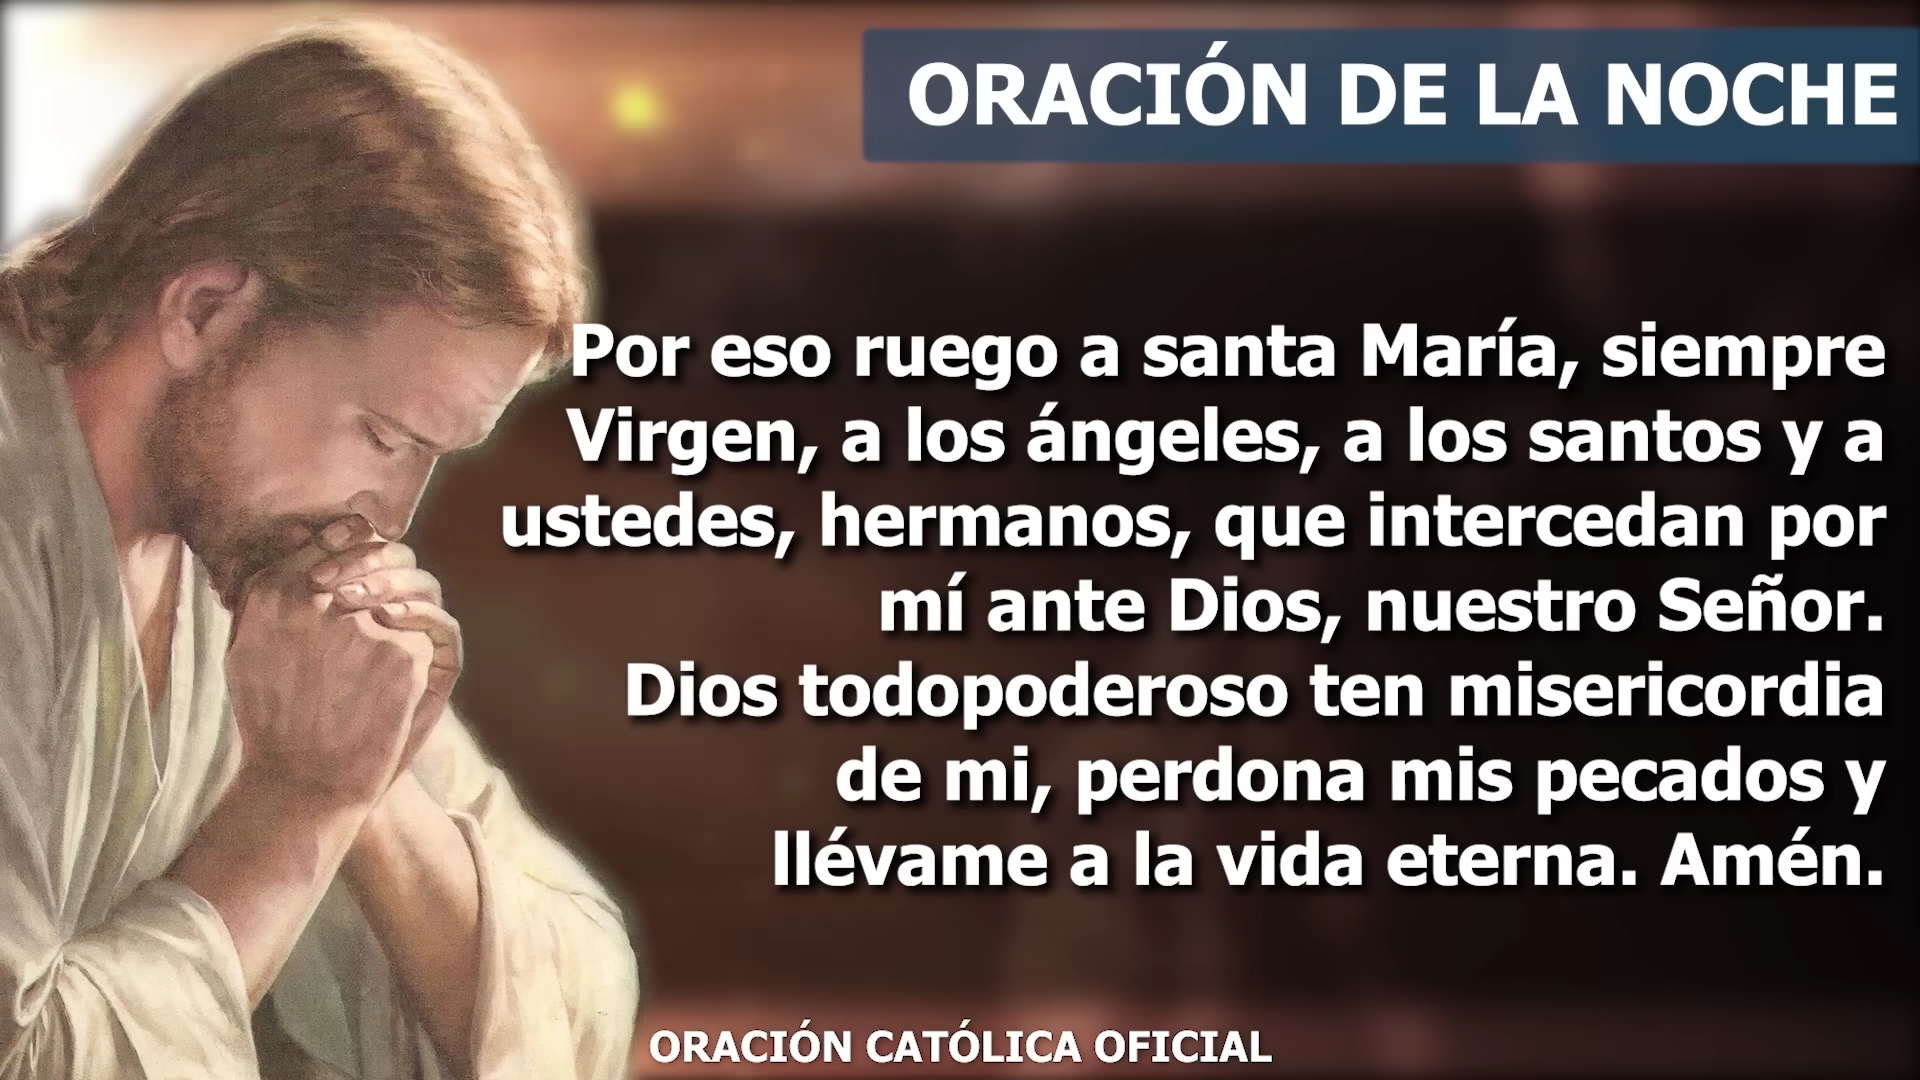 ORACIÓN DE LA NOCHE
Por eso ruego a santa María, siempre
Virgen, a los ángeles, a los santos y a
ustedes, hermanos, que intercedan por
mí ante Dios, nuestro Señor.
Dios todopoderoso ten misericordia
de mi, perdona mis pecados y
llévame a la vida eterna. Amén.
ORACIÓN CATÓLICA OFICIAL